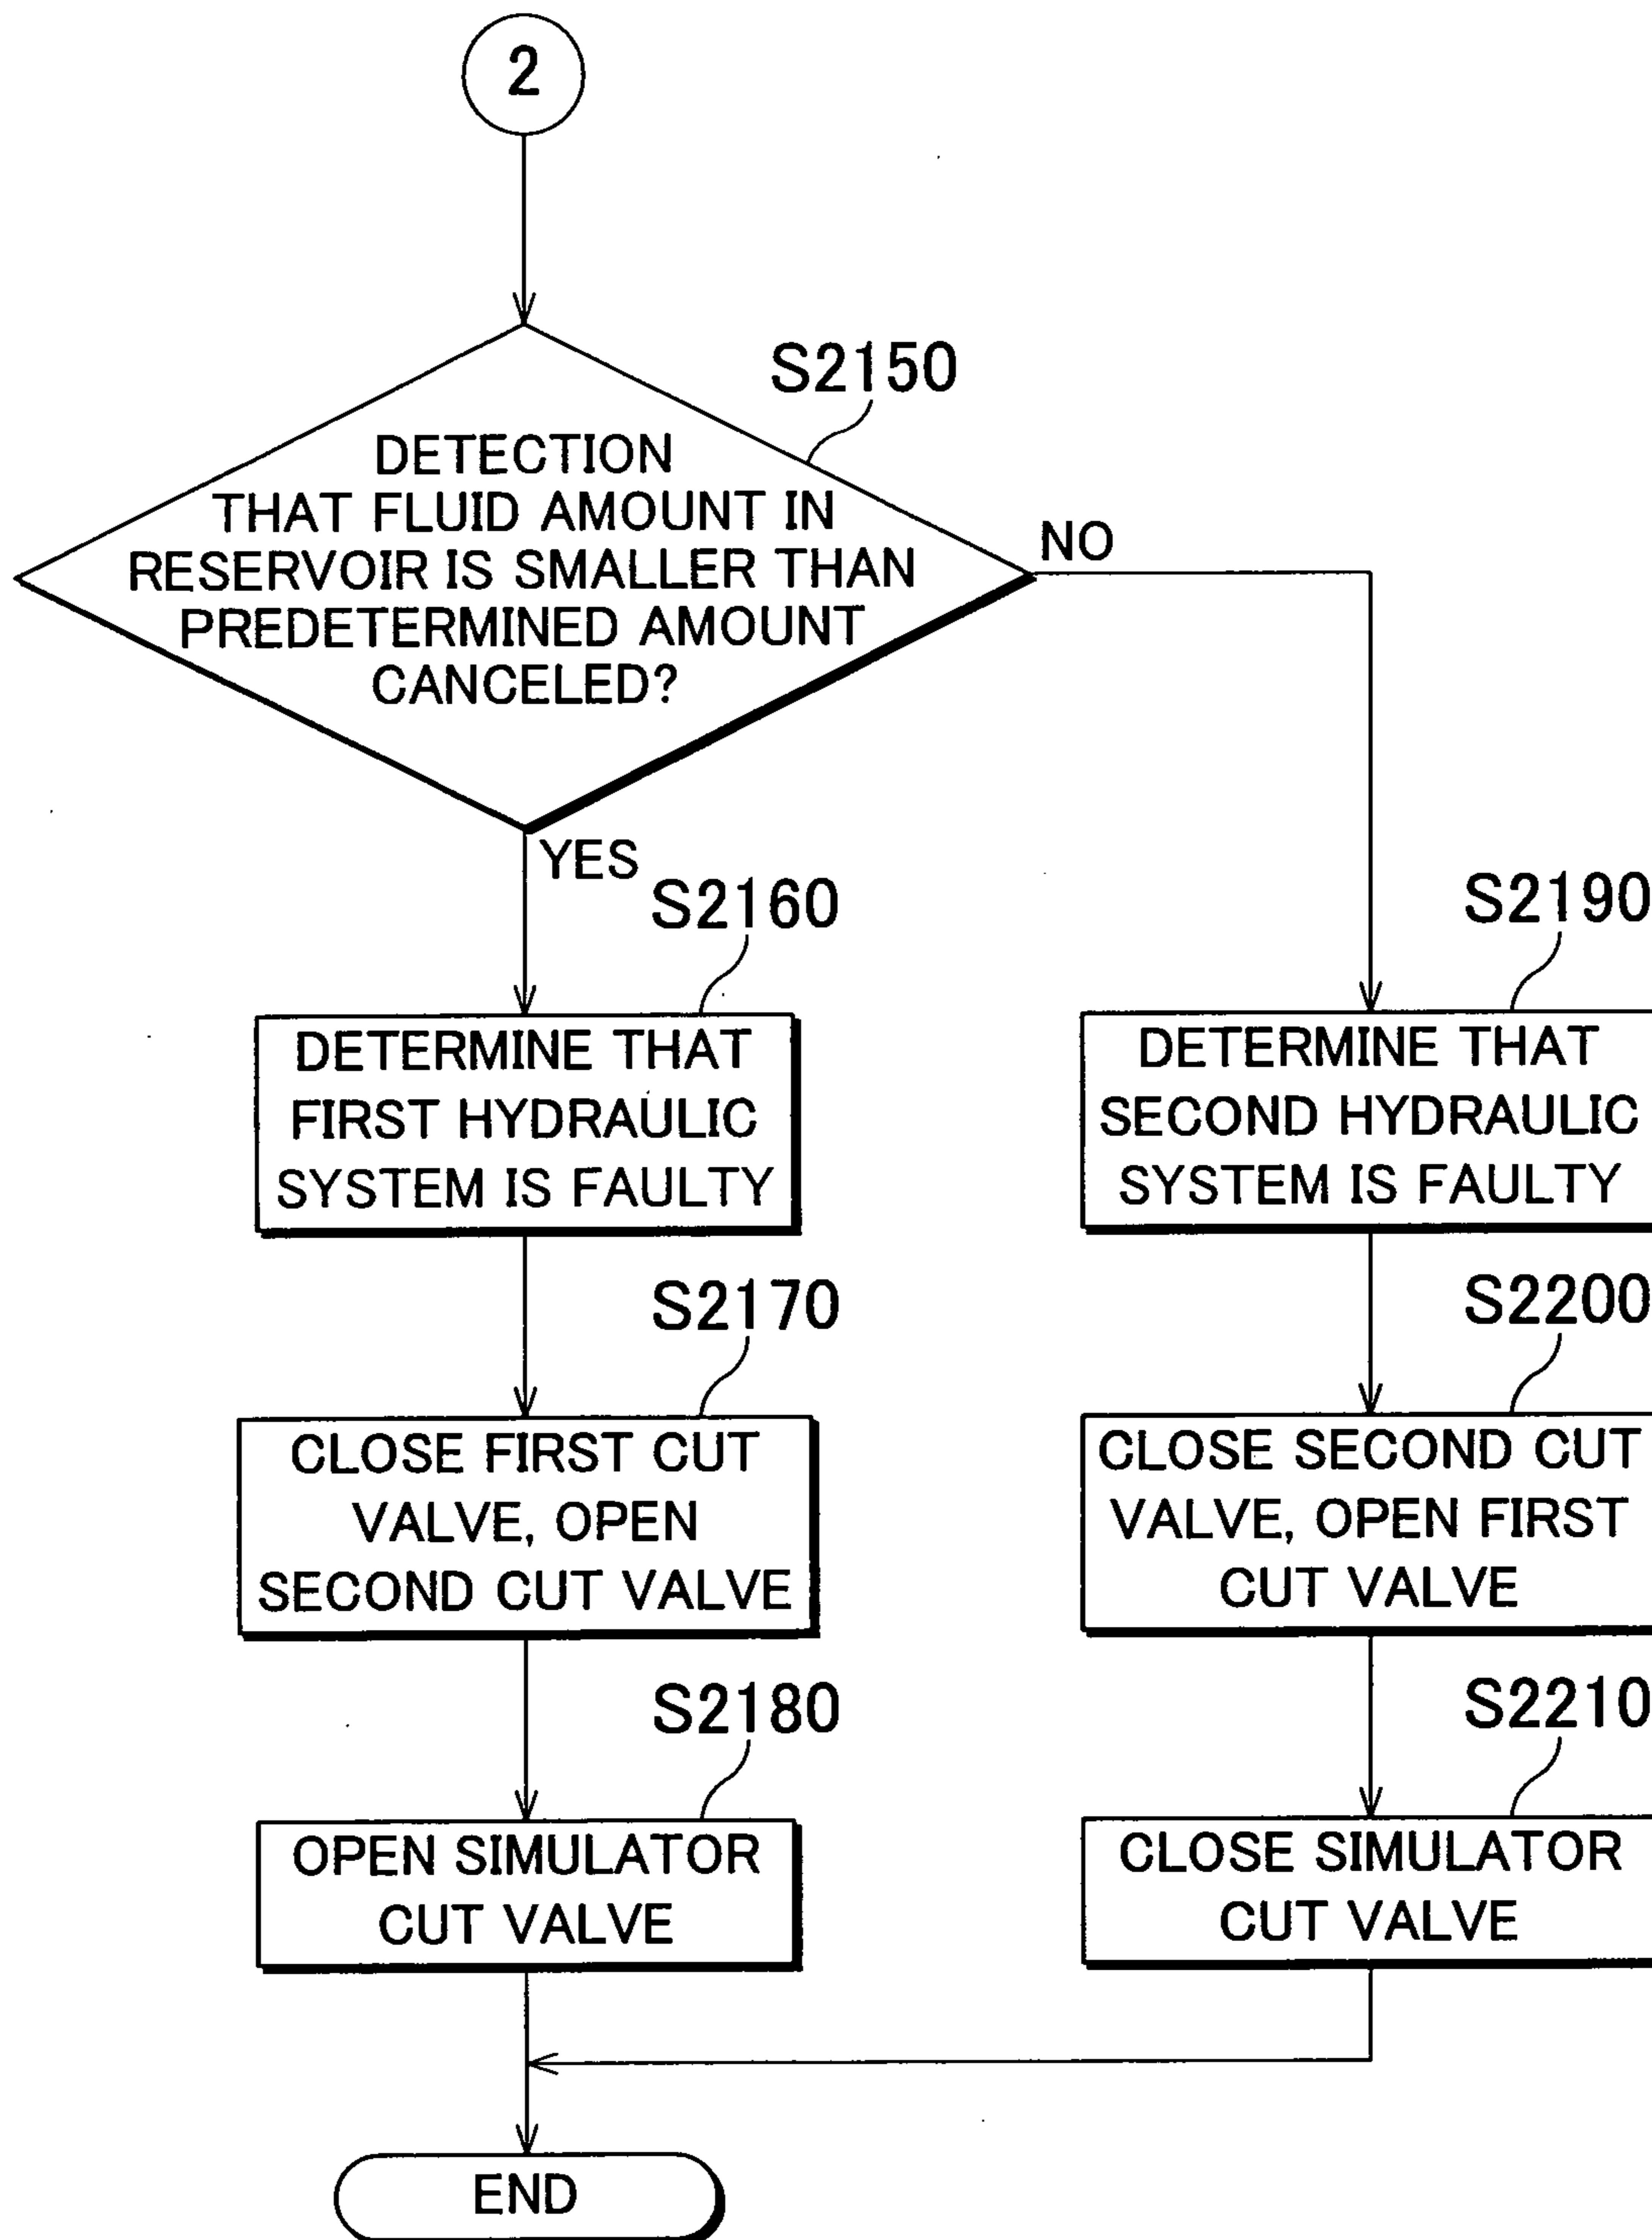 2
S2150
DETECTION
THAT FLUID AMOUNT IN
RESERVOIR IS SMALLER THAN
PREDETERMINED AMOUNT
CANCELED?
NO
YES
S2160
DETERMINE THAT
FIRST HYDRAULIC
SYSTEM IS FAULTY
S2170
CLOSE FIRST CUT
VALVE, OPEN
SECOND CUT VALVE
S2180
OPEN SIMULATOR
CUT VALVE
S2190
DETERMINE THAT
SECOND HYDRAULIC
SYSTEM IS FAULTY
S2200
CLOSE SECOND CUT
VALVE, OPEN FIRST
CUT VALVE
S2210
CLOSE SIMULATOR
CUT VALVE
END